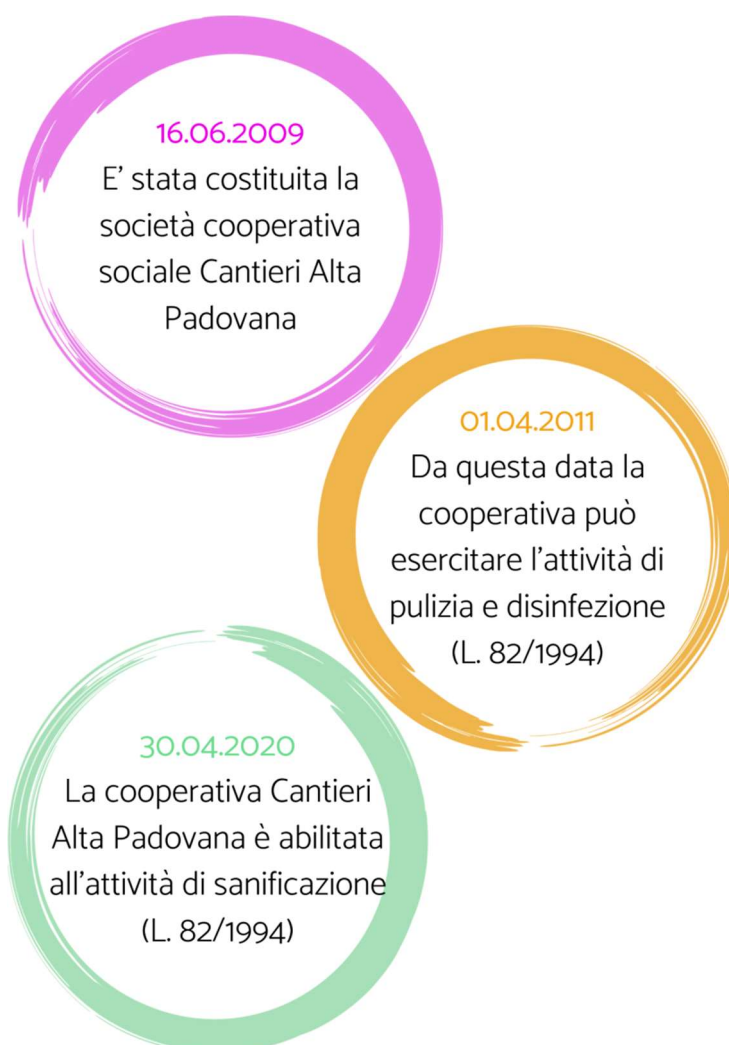 16.06.2009
E' stata costituita la
società cooperativa
sociale Cantieri Alta
Padovana
01.04.2011
Da questa data la
cooperativa può
esercitare l'attività di
pulizia e disinfezione
(L. 82/1994)
30.04.2020
La cooperativa Cantieri
Alta Padovana è abilitata
all'attività di sanificazione
(L. 82/1994)